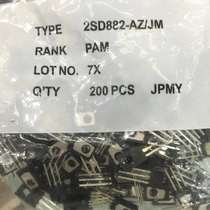 TYPE 2SD882-AZ/JM
RANK PAM
LOT NO. 7X
Q'TY 200 PCS JPMY